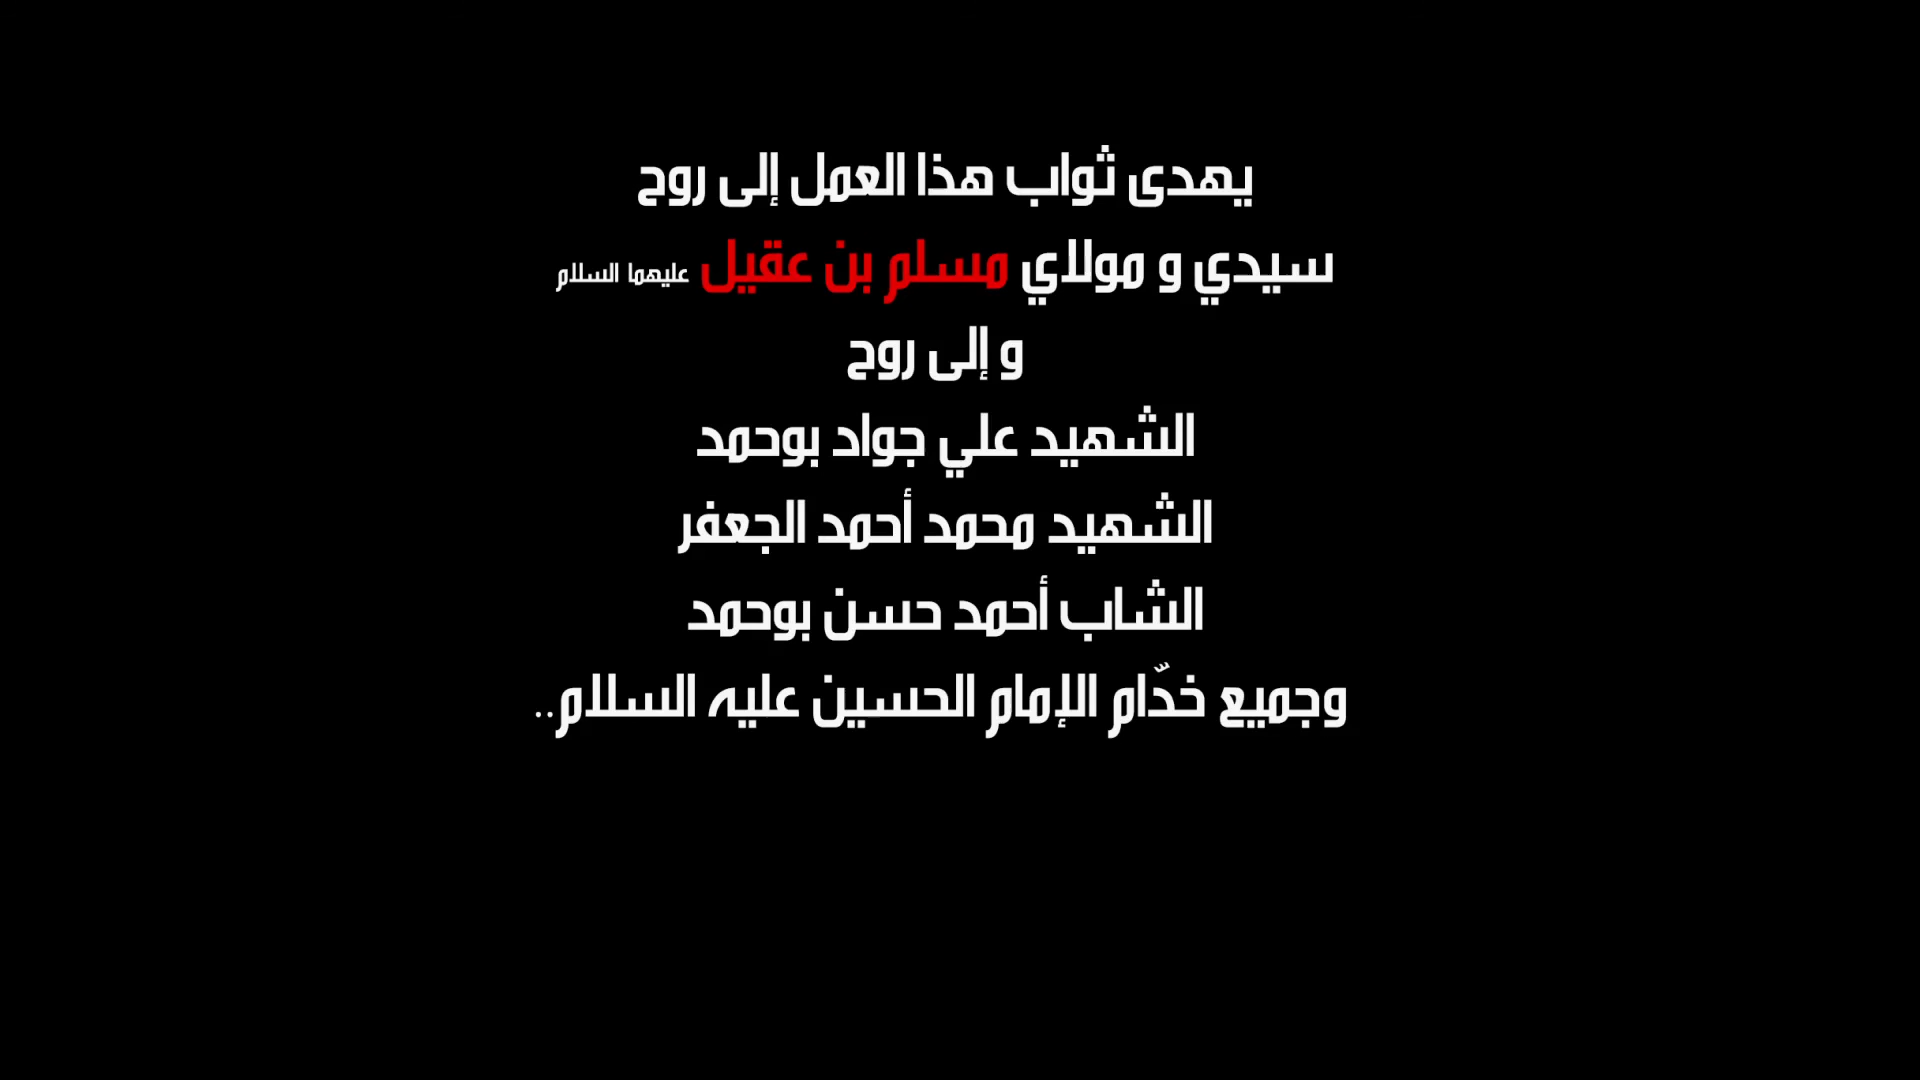 يهدى ثواب هذا العمل إلى روح
سيدي و مولاي مسلم بن عقيل عليهما السلام
و إلى روح
الشهيد علي جواد بوحمد
الشهيد محمد أحمد الجعفر
الشاب أحمد حسن بوحمد
وجميع خدّام الإمام الحسين عليه السلام..